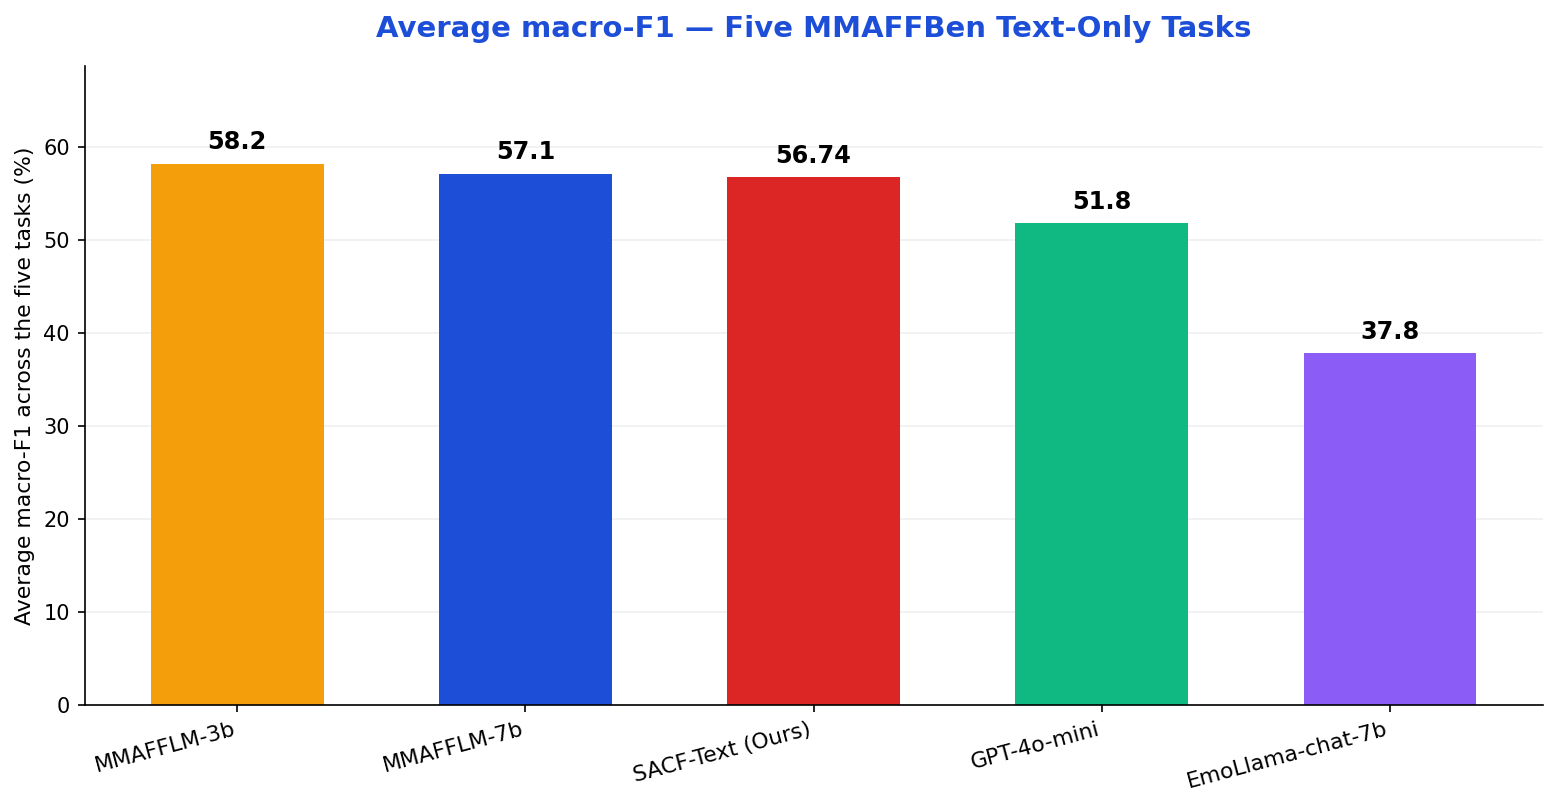 Average macro-F1 — Five MMAFFBen Text-Only Tasks
Average macro-F1 across the five tasks (%)
60
50
40
30
20
10
0
58.2
57.1
56.74
51.8
37.8
MMAFFLM-3b
MMAFFLM-7b
SACF-Text (Ours)
GPT-4o-mini
EmoLlama-chat-7b